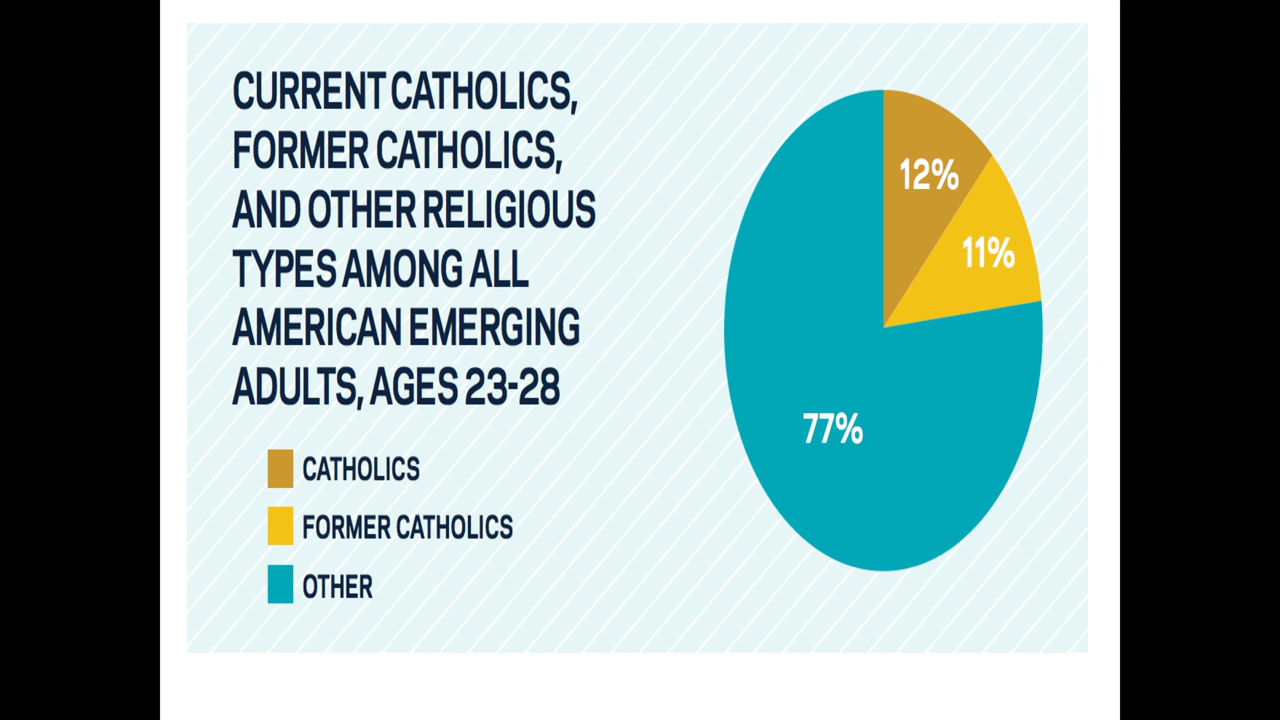 CURRENT CATHOLICS,
FORMER CATHOLICS,
AND OTHER RELIGIOUS
TYPES AMONG ALL
AMERICAN EMERGING
ADULTS, AGES 23-28
CATHOLICS
FORMER CATHOLICS
OTHER
12%
11%
77%